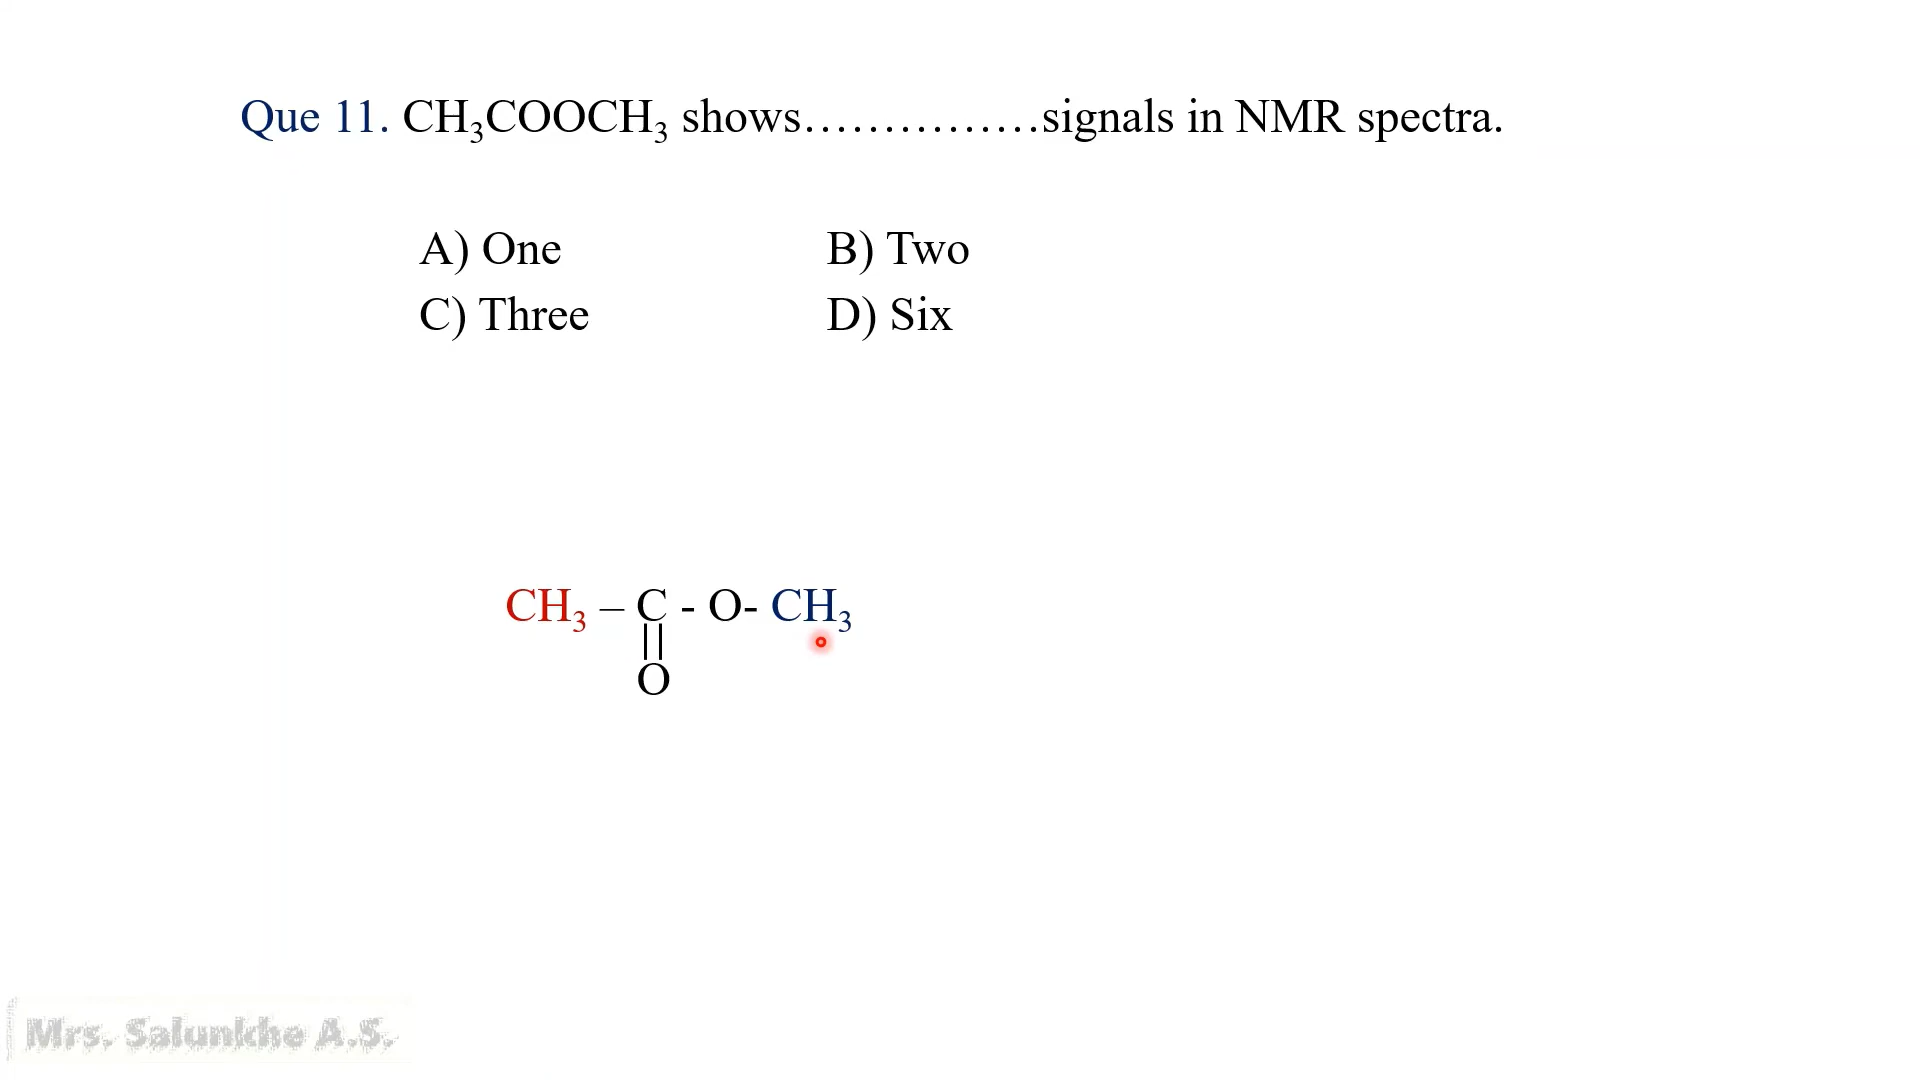 Que 11. CH₃COOCH₃ shows……………signals in NMR spectra.
A) One B) Two
C) Three D) Six
CH₃ – C - O- CH₃
O
Mrs. Salunkhe A.S.